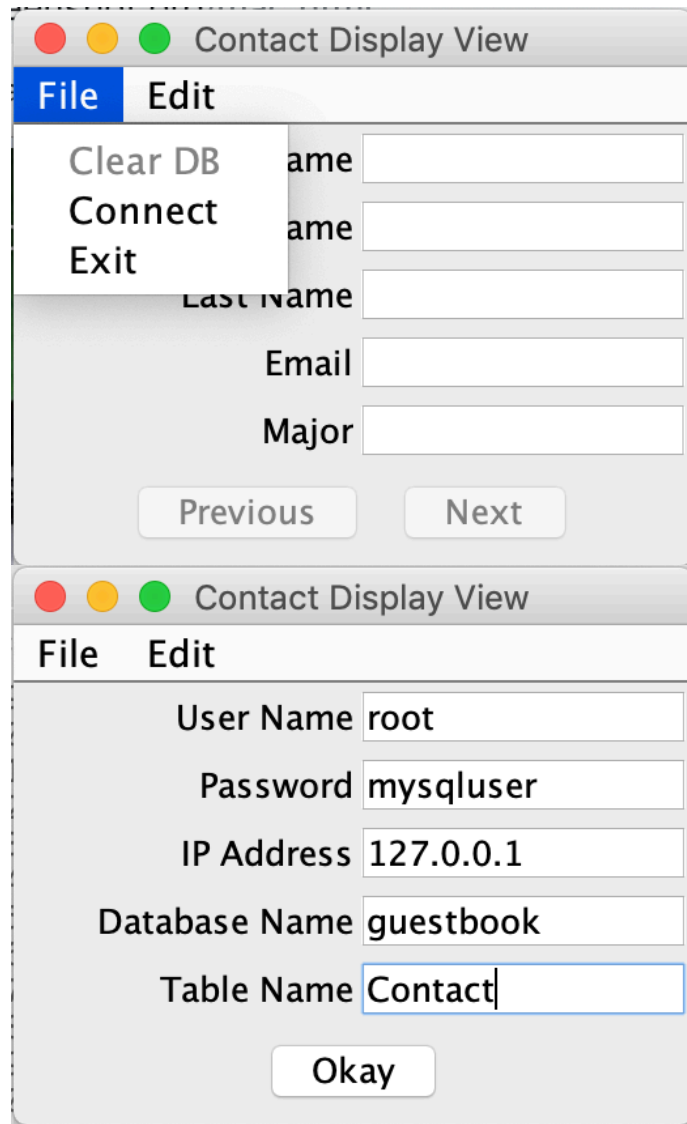 Contact Display View
File Edit
Clear DB
ame
Connect
ame
Exit
Last Name
Email
Major
Previous Next
Contact Display View
File Edit
User Name root
Password mysqluser
IP Address 127.0.0.1
Database Name guestbook
Table Name Contact
Okay